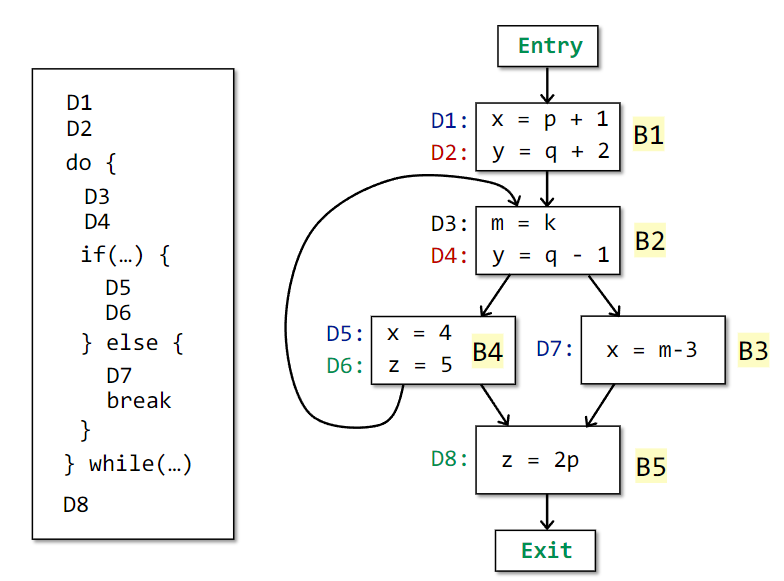 D1
D2
do {
D3
D4
if(…) {
D5
D6
} else {
D7
break
}
} while(…)
D8
Entry
D1: x = p + 1
D2: y = q + 2
B1
D3: m = k
D4: y = q - 1
B2
D5: x = 4
D6: z = 5
B4
D7: x = m-3
B3
D8: z = 2p
B5
Exit